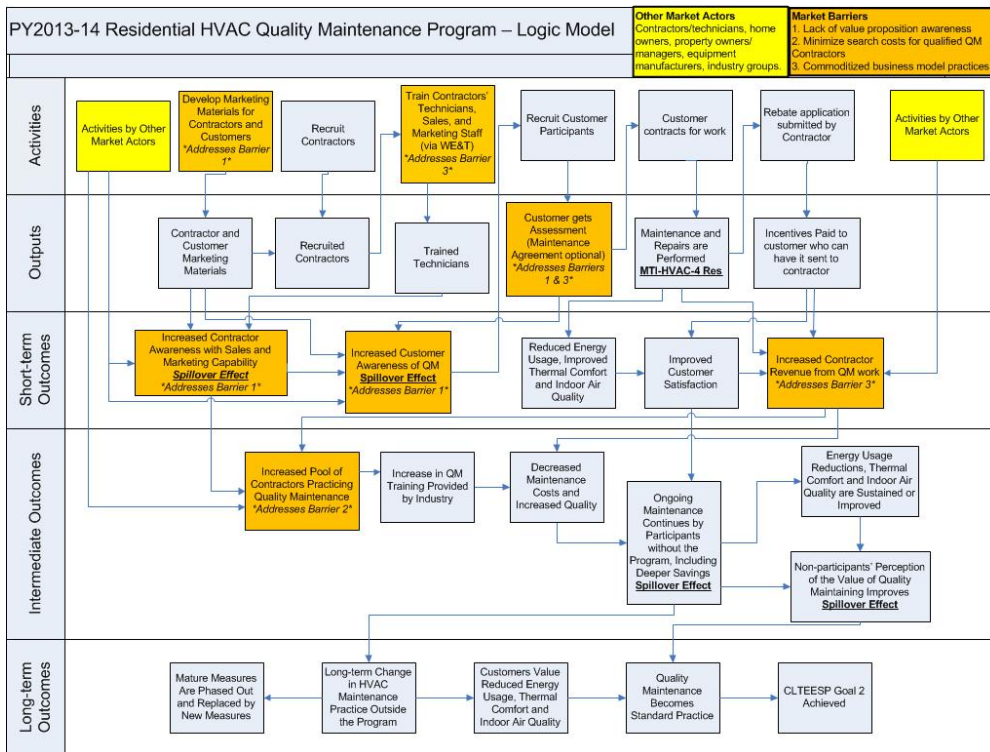 PY2013-14 Residential HVAC Quality Maintenance Program – Logic Model
Other Market Actors
Contractors/technicians, home
owners, property owners/
managers, equipment
manufacturers, industry groups.
Market Barriers
1. Lack of value proposition awareness
2. Minimize search costs for qualified QM
Contractors
3. Commoditized business model practices
Activities
Activities by Other
Market Actors
Develop Marketing
Materials for
Contractors and
Customers
*Addresses Barrier
1*
Recruit
Contractors
Train Contractors'
Technicians,
Sales, and
Marketing Staff
(via WE&T)
*Addresses Barrier
3*
Recruit Customer
Participants
Customer
contracts for work
Rebate application
submitted by
Contractor
Activities by Other
Market Actors
Outputs
Contractor and
Customer
Marketing
Materials
Recruited
Contractors
Trained
Technicians
Customer gets
Assessment
(Maintenance
Agreement optional)
*Addresses Barriers
1 & 3*
Maintenance and
Repairs are
Performed
MTI-HVAC-4 Res
Incentives Paid to
customer who can
have it sent to
contractor
Short-term
Outcomes
Increased Contractor
Awareness with Sales and
Marketing Capability
Spillover Effect
*Addresses Barrier 1*
Increased Customer
Awareness of QM
Spillover Effect
*Addresses Barrier 1*
Reduced Energy
Usage, Improved
Thermal Comfort
and Indoor Air
Quality
Improved
Customer
Satisfaction
Increased Contractor
Revenue from QM work
*Addresses Barrier 3*
Intermediate Outcomes
Increased Pool of
Contractors Practicing
Quality Maintenance
*Addresses Barrier 2*
Increase in QM
Training Provided
by Industry
Decreased
Maintenance
Costs and
Increased Quality
Ongoing
Maintenance
Continues by
Participants
without the
Program, Including
Deeper Savings
Spillover Effect
Energy Usage
Reductions, Thermal
Comfort and Indoor Air
Quality are Sustained or
Improved
Non-participants' Perception
of the Value of Quality
Maintaining Improves
Spillover Effect
Long-term
Outcomes
Mature Measures
Are Phased Out
and Replaced by
New Measures
Long-term Change
in HVAC
Maintenance
Practice Outside
the Program
Customers Value
Reduced Energy
Usage, Thermal
Comfort and
Indoor Air Quality
Quality
Maintenance
Becomes
Standard Practice
CLTEESP Goal 2
Achieved